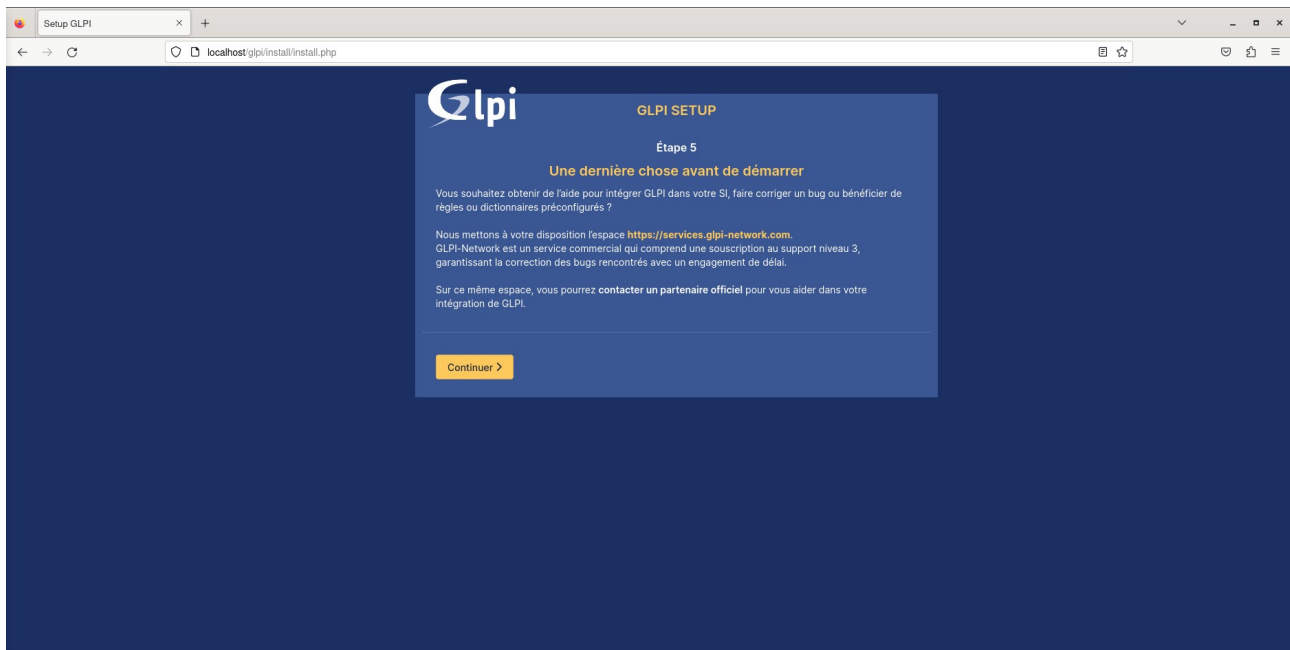 Setup GLPI
localhost/glpi/install/install.php
Glpi
GLPI SETUP
Étape 5
Une dernière chose avant de démarrer
Vous souhaitez obtenir de l'aide pour intégrer GLPI dans votre SI, faire corriger un bug ou bénéficier de
règles ou dictionnaires préconfigurés ?
Nous mettons à votre disposition l'espace https://services.glpi-network.com.
GLPI-Network est un service commercial qui comprend une souscription au support niveau 3,
garantissant la correction des bugs rencontrés avec un engagement de délai.
Sur ce même espace, vous pourrez contacter un partenaire officiel pour vous aider dans votre
intégration de GLPI.
Continuer